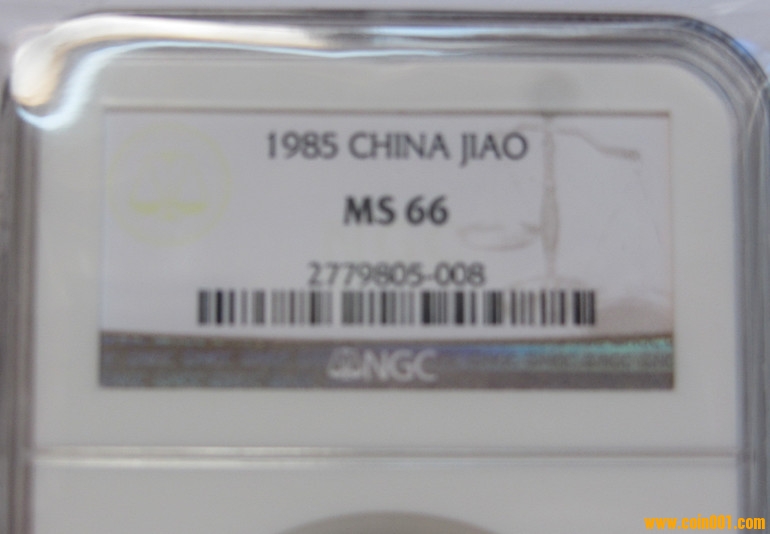 1985 CHINA JIAO
MS 66
2779805-008
NGC
www.coin001.com